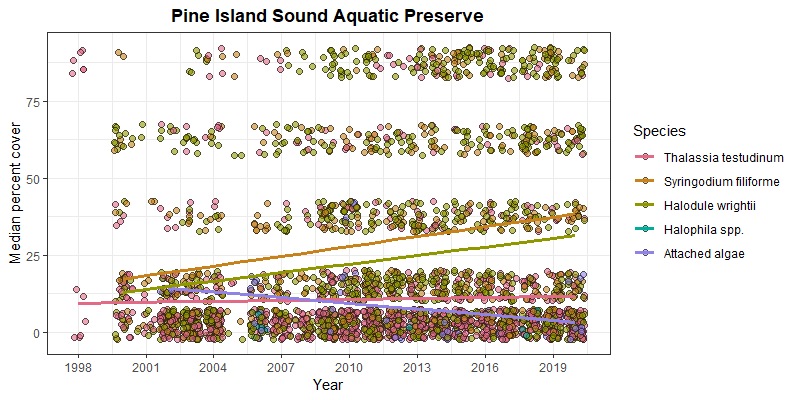 Pine Island Sound Aquatic Preserve
Median percent cover
75
50
25
0
1998 2001 2004 2007 2010 2013 2016 2019
Year
Species
Thalassia testudinum
Syringodium filiforme
Halodule wrightii
Halophila spp.
Attached algae